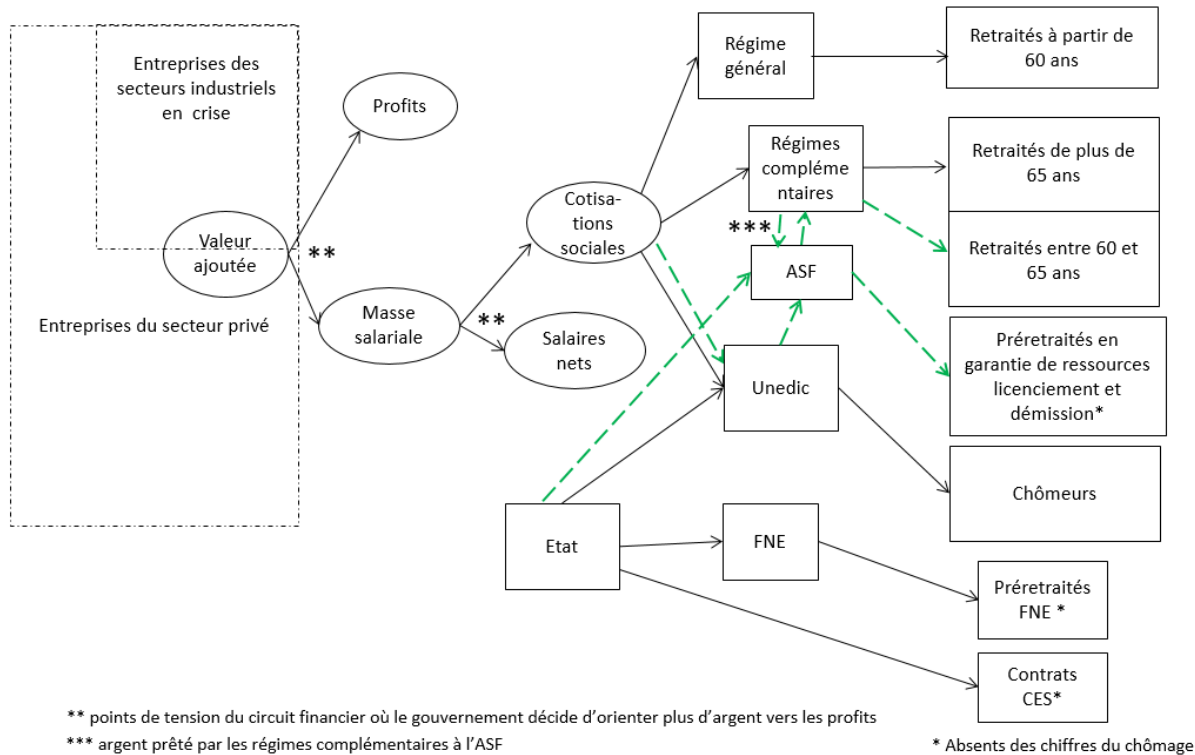 Entreprises des
secteurs industriels
en crise
Profits
Valeur
ajoutée
**
Entreprises du secteur privé
Masse
salariale
**
Cotisa-
tions
sociales
Salaires
nets
Régime
général
Retraités à partir de
60 ans
Régimes
compléme
ntaires
Retraités de plus de
65 ans
***
ASF
Retraités entre 60 et
65 ans
Préretraités en
garantie de ressources
licenciement et
démission*
Unedic
Chômeurs
Etat
FNE
Préretraités
FNE *
Contrats
CES*
** points de tension du circuit financier où le gouvernement décide d’orienter plus d’argent vers les profits
*** argent prêté par les régimes complémentaires à l’ASF
* Absents des chiffres du chômage